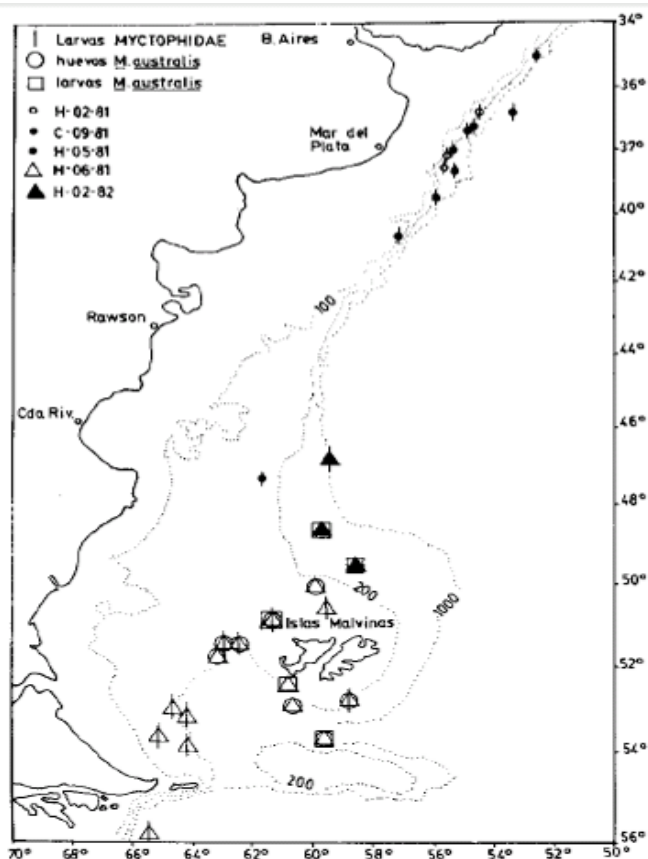 Larvas MYCTOPHIDAE
huevos M. australis
larvas M. australis
H-02-81
C-09-81
H-05-81
H-06-81
H-02-82
B. Aires
Mar del
Plata
Rawson
Cda Riv.
100
200
1000
Islas Malvinas
200
34°
36°
37°
40°
42°
44°
46°
48°
50°
52°
54°
56°
70° 68° 66° 64° 62° 60° 58° 56° 54° 52° 50°